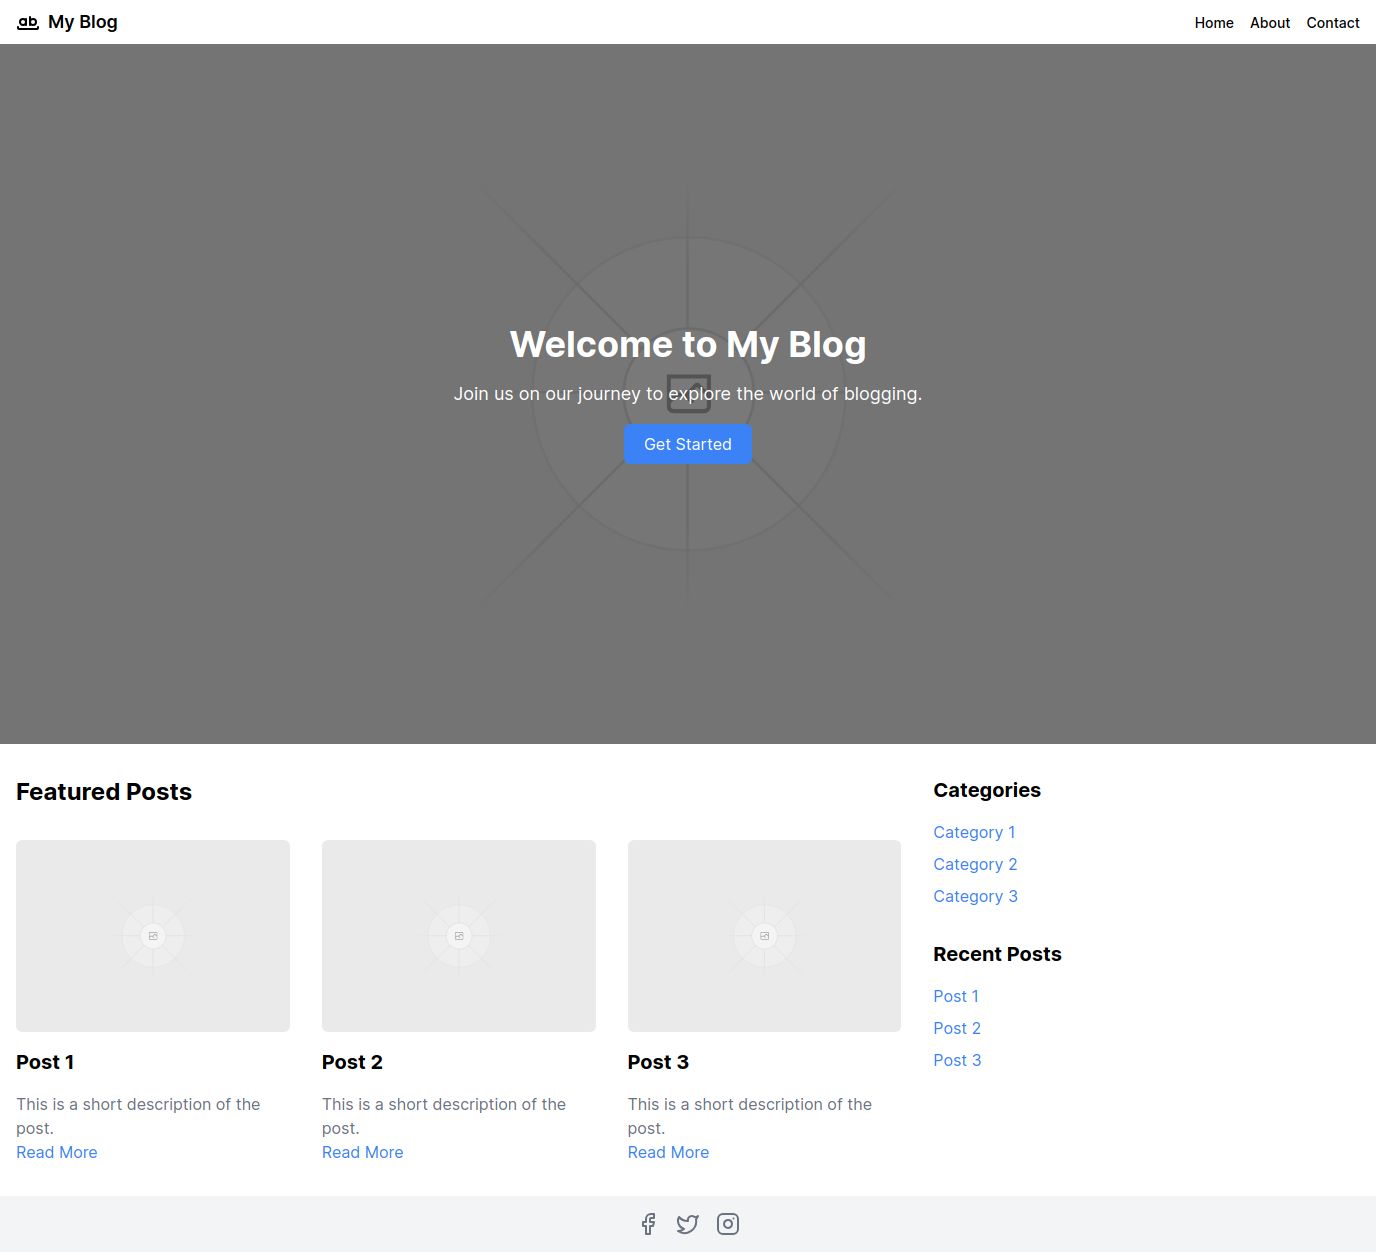 ab My Blog
Home About Contact
Welcome to My Blog
Join us on our journey to explore the world of blogging.
Get Started
Featured Posts
Post 1
This is a short description of the
post.
Read More
Post 2
This is a short description of the
post.
Read More
Post 3
This is a short description of the
post.
Read More
Categories
Category 1
Category 2
Category 3
Recent Posts
Post 1
Post 2
Post 3